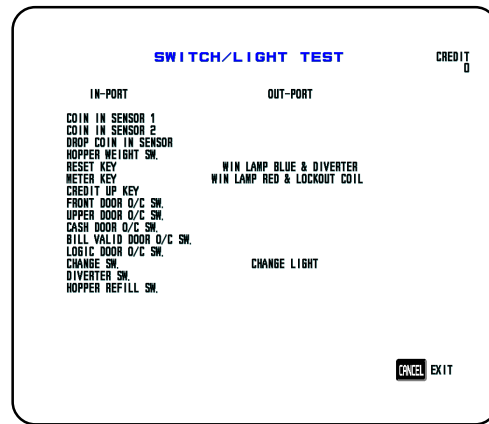 SWITCH/LIGHT TEST
CREDIT
0
IN-PORT OUT-PORT
COIN IN SENSOR 1
COIN IN SENSOR 2
DROP COIN IN SENSOR
HOPPER WEIGHT SW.
RESET KEY WIN LAMP BLUE & DIVERTER
METER KEY WIN LAMP RED & LOCKOUT COIL
CREDIT UP KEY
FRONT DOOR O/C SW.
UPPER DOOR O/C SW.
CASH DOOR O/C SW.
BILL VALID DOOR O/C SW.
LOGIC DOOR O/C SW.
CHANGE SW. CHANGE LIGHT
DIVERTER SW.
HOPPER REFILL SW.
CANCEL EXIT